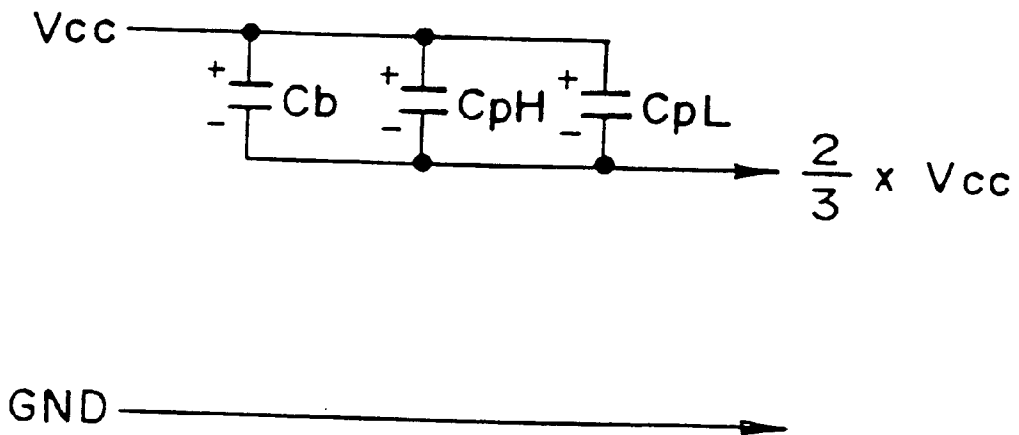 Vcc
+ - Cb
+ - CpH
+ - CpL
2/3 x Vcc
GND